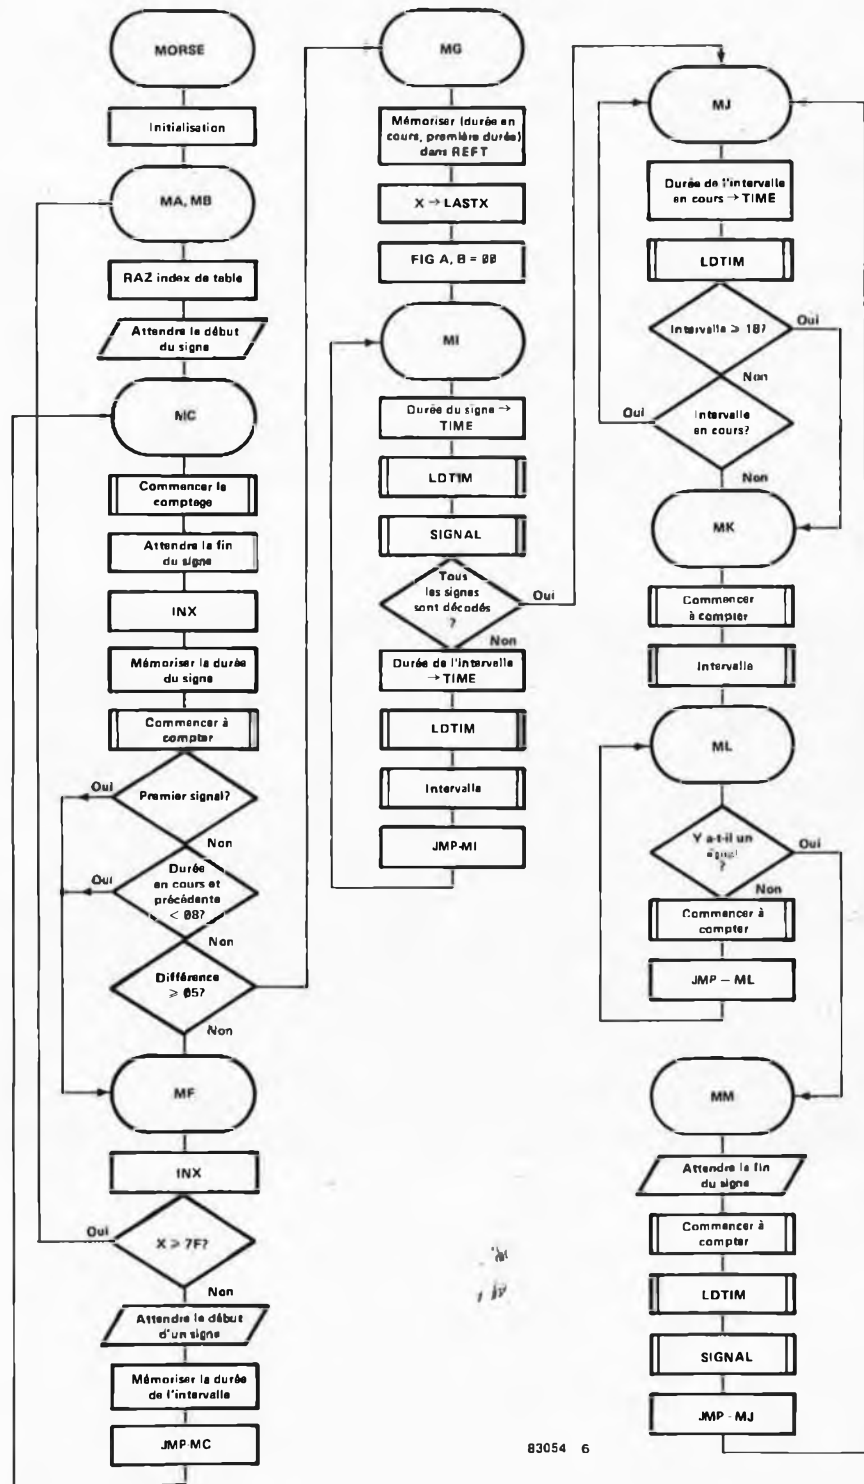 MORSE
Initialisation
MA, MB
RAZ index de table
Attendre le début
du signe
MC
Commencer le
comptage
Attendre la fin
du signe
INX
Mémoriser la durée
du signe
Commencer à
compter
Oui
Premier signal?
Non
Oui
Durée
en cours et
précédente
< 08?
Non
Différence
⩾ 05?
Non
MF
INX
Oui
X ⩾ 7F?
Non
Attendre le début
d'un signe
Mémoriser la durée
de l'intervalle
JMP-MC
MG
Mémoriser (durée en
cours, première durée)
dans REFT
X → LASTX
FIG A, B = 00
MI
Durée du signe →
TIME
LDTIM
SIGNAL
Tous
les signes
sont décodés
?
Oui
Non
Durée de l'intervalle
→ TIME
LDTIM
Intervalle
JMP-MI
MJ
Durée de l'intervalle
en cours → TIME
LDTIM
Intervalle ⩾ 18?
Oui
Non
Oui
Intervalle
en cours?
Non
MK
Commencer
à compter
Intervalle
ML
Y a-t-il un
signal
?
Oui
Non
Commencer à
compter
JMP – ML
MM
Attendre la fin
du signe
Commencer à
compter
LDTIM
SIGNAL
JMP - MJ
83054 6